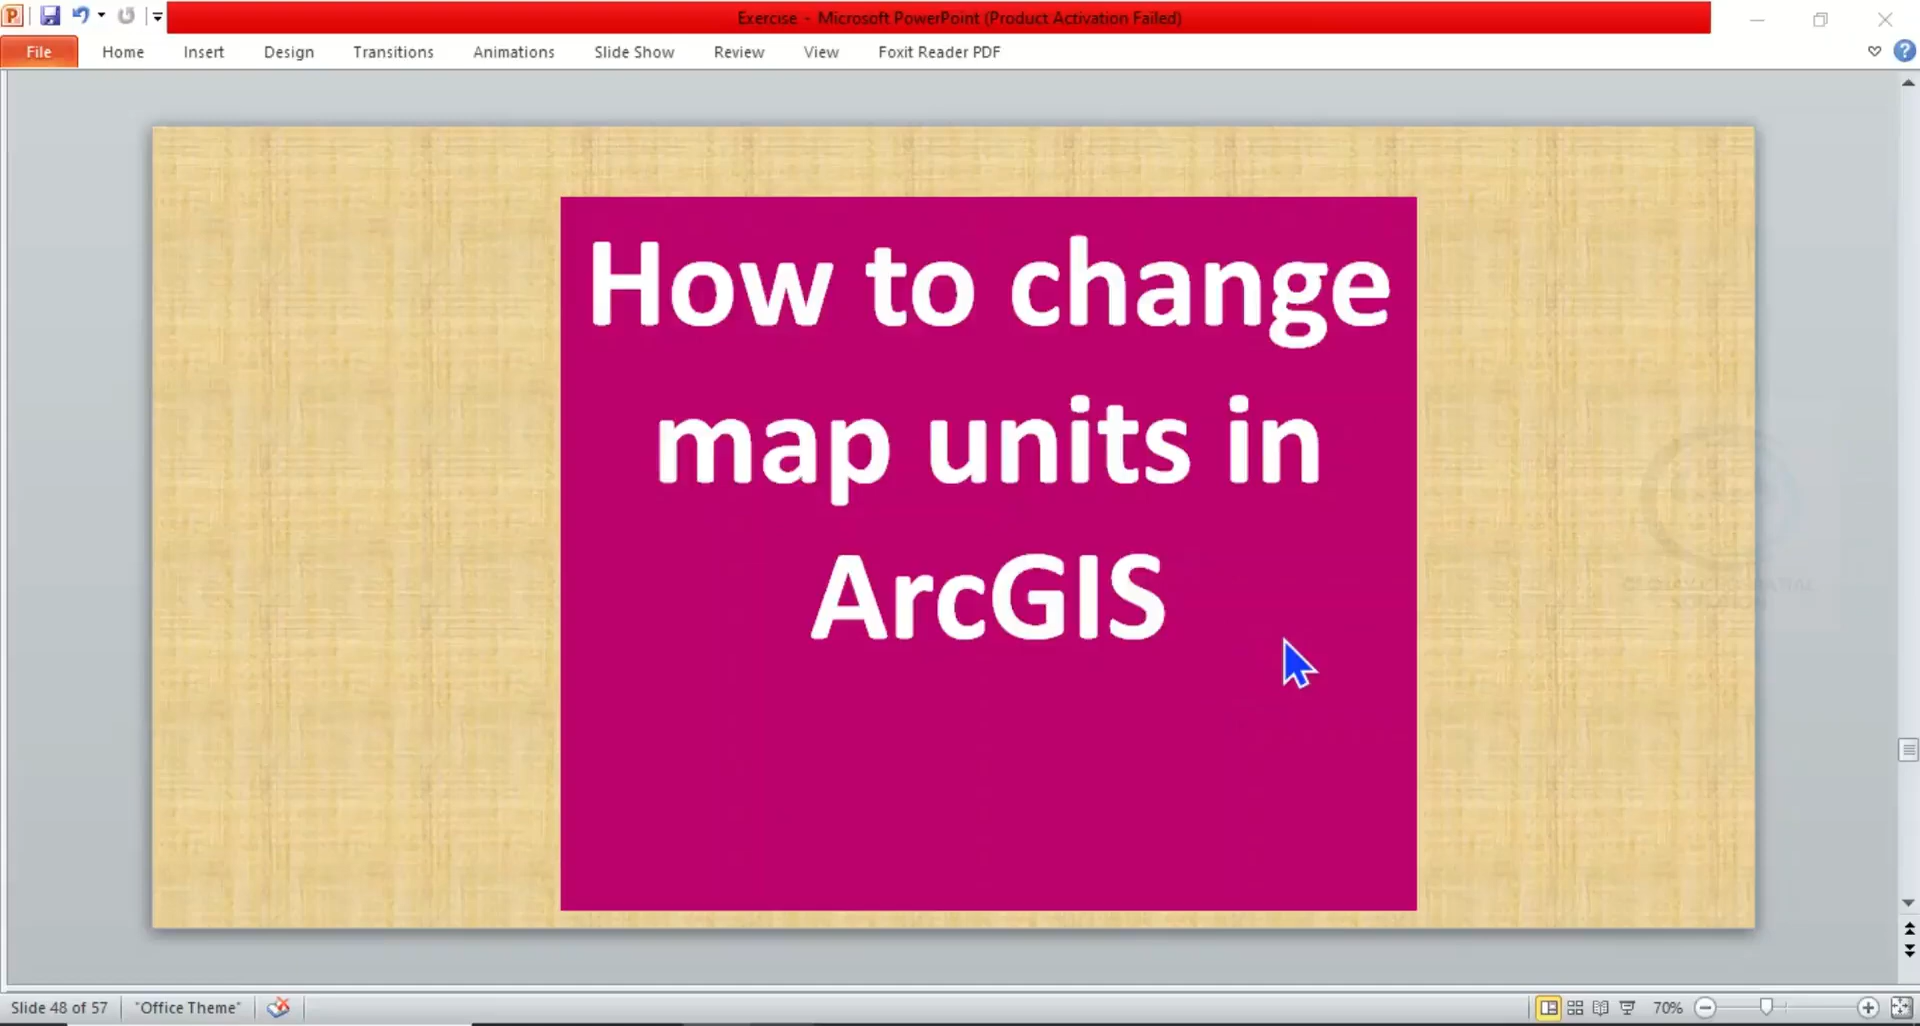 Exercise - Microsoft PowerPoint (Product Activation Failed)
File Home Insert Design Transitions Animations Slide Show Review View Foxit Reader PDF
How to change
map units in
ArcGIS
Slide 48 of 57 "Office Theme" 70%